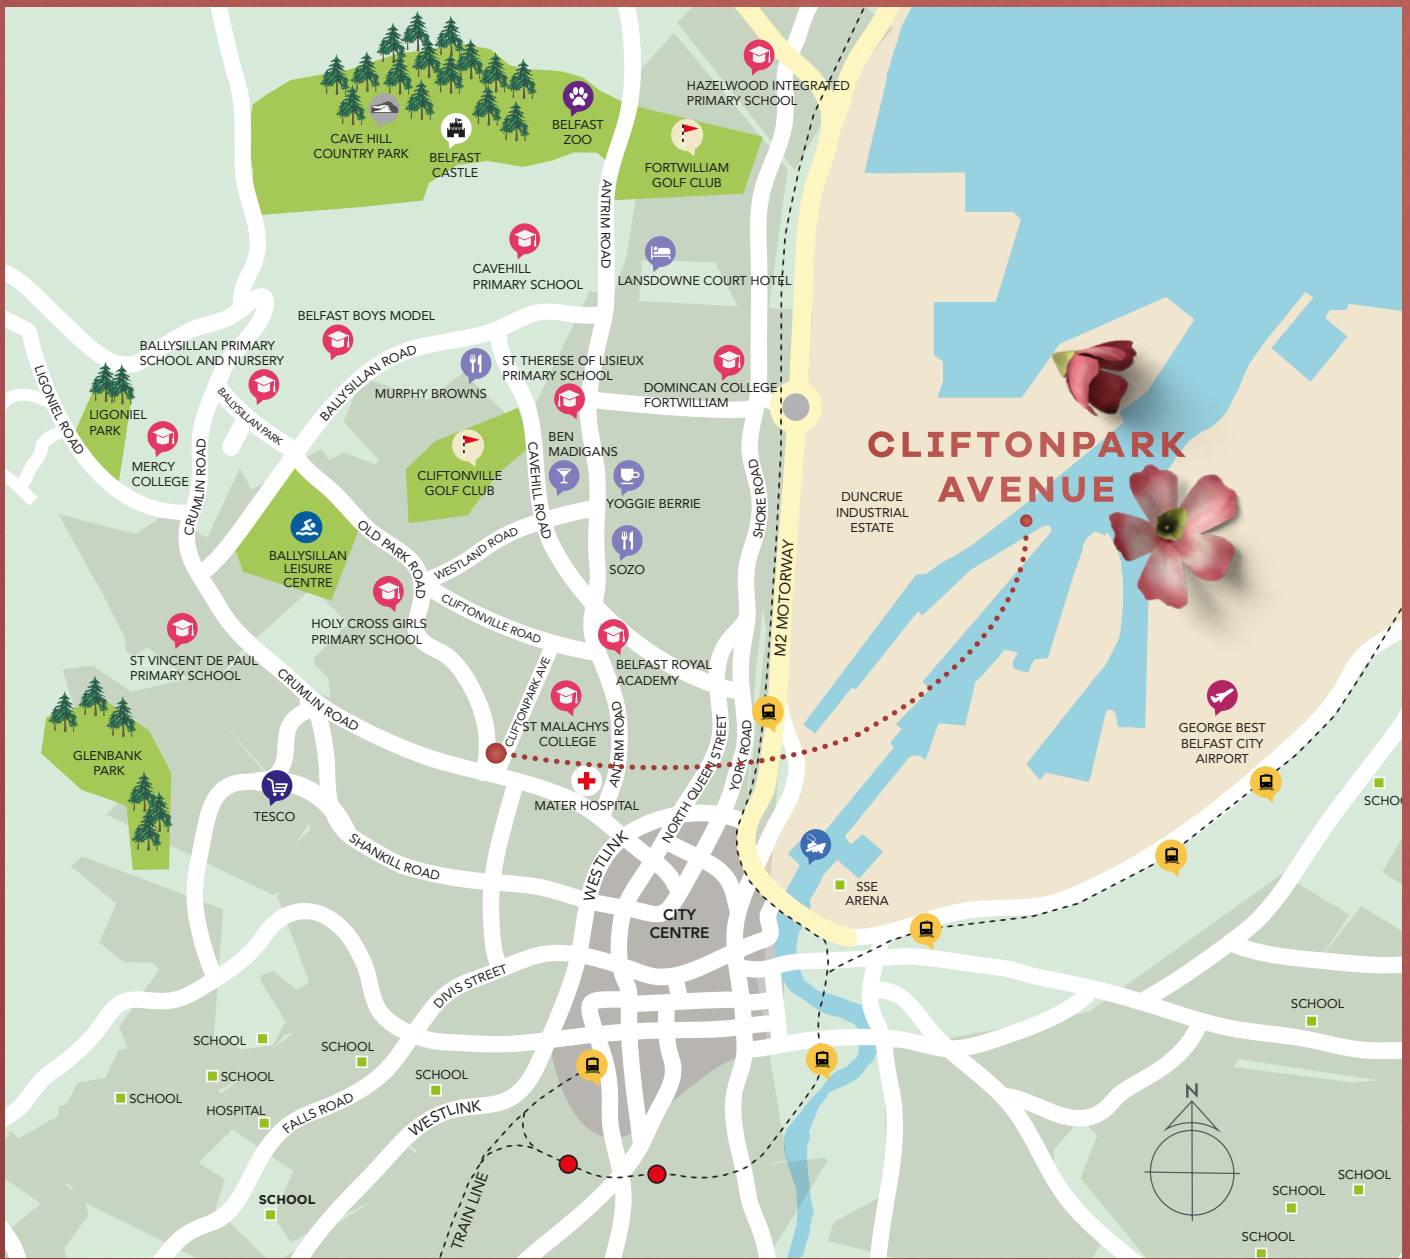 HAZELWOOD INTEGRATED
PRIMARY SCHOOL
BELFAST
ZOO
CAVE HILL
COUNTRY PARK
BELFAST
CASTLE
FORTWILLIAM
GOLF CLUB
ANTRIM ROAD
CAVEHILL
PRIMARY SCHOOL
LANSDOWNE COURT HOTEL
BELFAST BOYS MODEL
BALLYSILLAN PRIMARY
SCHOOL AND NURSERY
BALLYSILLAN ROAD
MURPHY BROWNS
ST THERESE OF LISIEUX
PRIMARY SCHOOL
DOMINCAN COLLEGE
FORTWILLIAM
LIGONIEL ROAD
LIGONIEL
PARK
BALLYSILLAN PARK
MERCY
COLLEGE
CRUMLIN ROAD
BEN
MADIGANS
CLIFTONVILLE
GOLF CLUB
CAVEHILL ROAD
YOGGIE BERRIE
SHORE ROAD
CLIFTONPARK
AVENUE
DUNCRUE
INDUSTRIAL
ESTATE
BALLYSILLAN
LEISURE
CENTRE
OLD PARK ROAD
WESTLAND ROAD
SOZO
M2 MOTORWAY
HOLY CROSS GIRLS
PRIMARY SCHOOL
CLIFTONVILLE ROAD
ST VINCENT DE PAUL
PRIMARY SCHOOL
BELFAST ROYAL
ACADEMY
CRUMLIN ROAD
CLIFTONPARK AVE
ST MALACHYS
COLLEGE
ANTRIM ROAD
NORTH QUEEN STREET
YORK ROAD
GEORGE BEST
BELFAST CITY
AIRPORT
GLENBANK
PARK
TESCO
MATER HOSPITAL
SCHO
SHANKILL ROAD
WESTLINK
SSE
ARENA
CITY
CENTRE
DIVIS STREET
SCHOOL
SCHOOL
SCHOOL
SCHOOL
SCHOOL
SCHOOL
HOSPITAL
FALLS ROAD
WESTLINK
N
TRAIN LINE
SCHOOL
SCHOOL
SCHOOL
SCHOOL